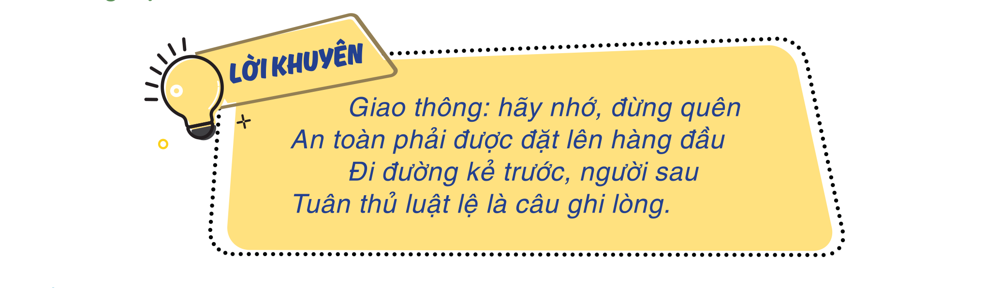 LỜI KHUYÊN
Giao thông: hãy nhớ, đừng quên
An toàn phải được đặt lên hàng đầu
Đi đường kẻ trước, người sau
Tuân thủ luật lệ là câu ghi lòng.